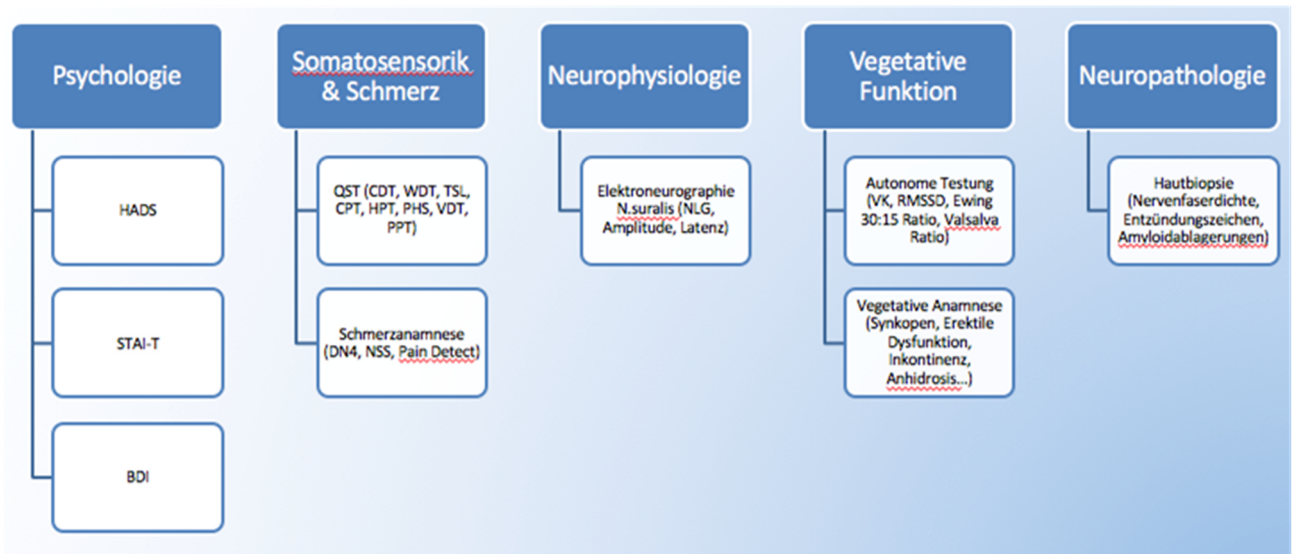 Psychologie
HADS
STAI-T
BDI
Somatosensorik
& Schmerz
QST (CDT, WDT, TSL,
CPT, HPT, PHS, VDT,
PPT)
Schmerzanamnese
(DN4, NSS, Pain Detect)
Neurophysiologie
Elektroneurographie
N.suralis (NLG,
Amplitude, Latenz)
Vegetative
Funktion
Autonome Testung
(VK, RMSSD, Ewing
30:15 Ratio, Valsalva
Ratio)
Vegetative Anamnese
(Synkopen, Erektile
Dysfunktion,
Inkontinenz,
Anhidrosis...)
Neuropathologie
Hautbiopsie
(Nervenfaserdichte,
Entzündungszeichen,
Amyloidablagerungen)